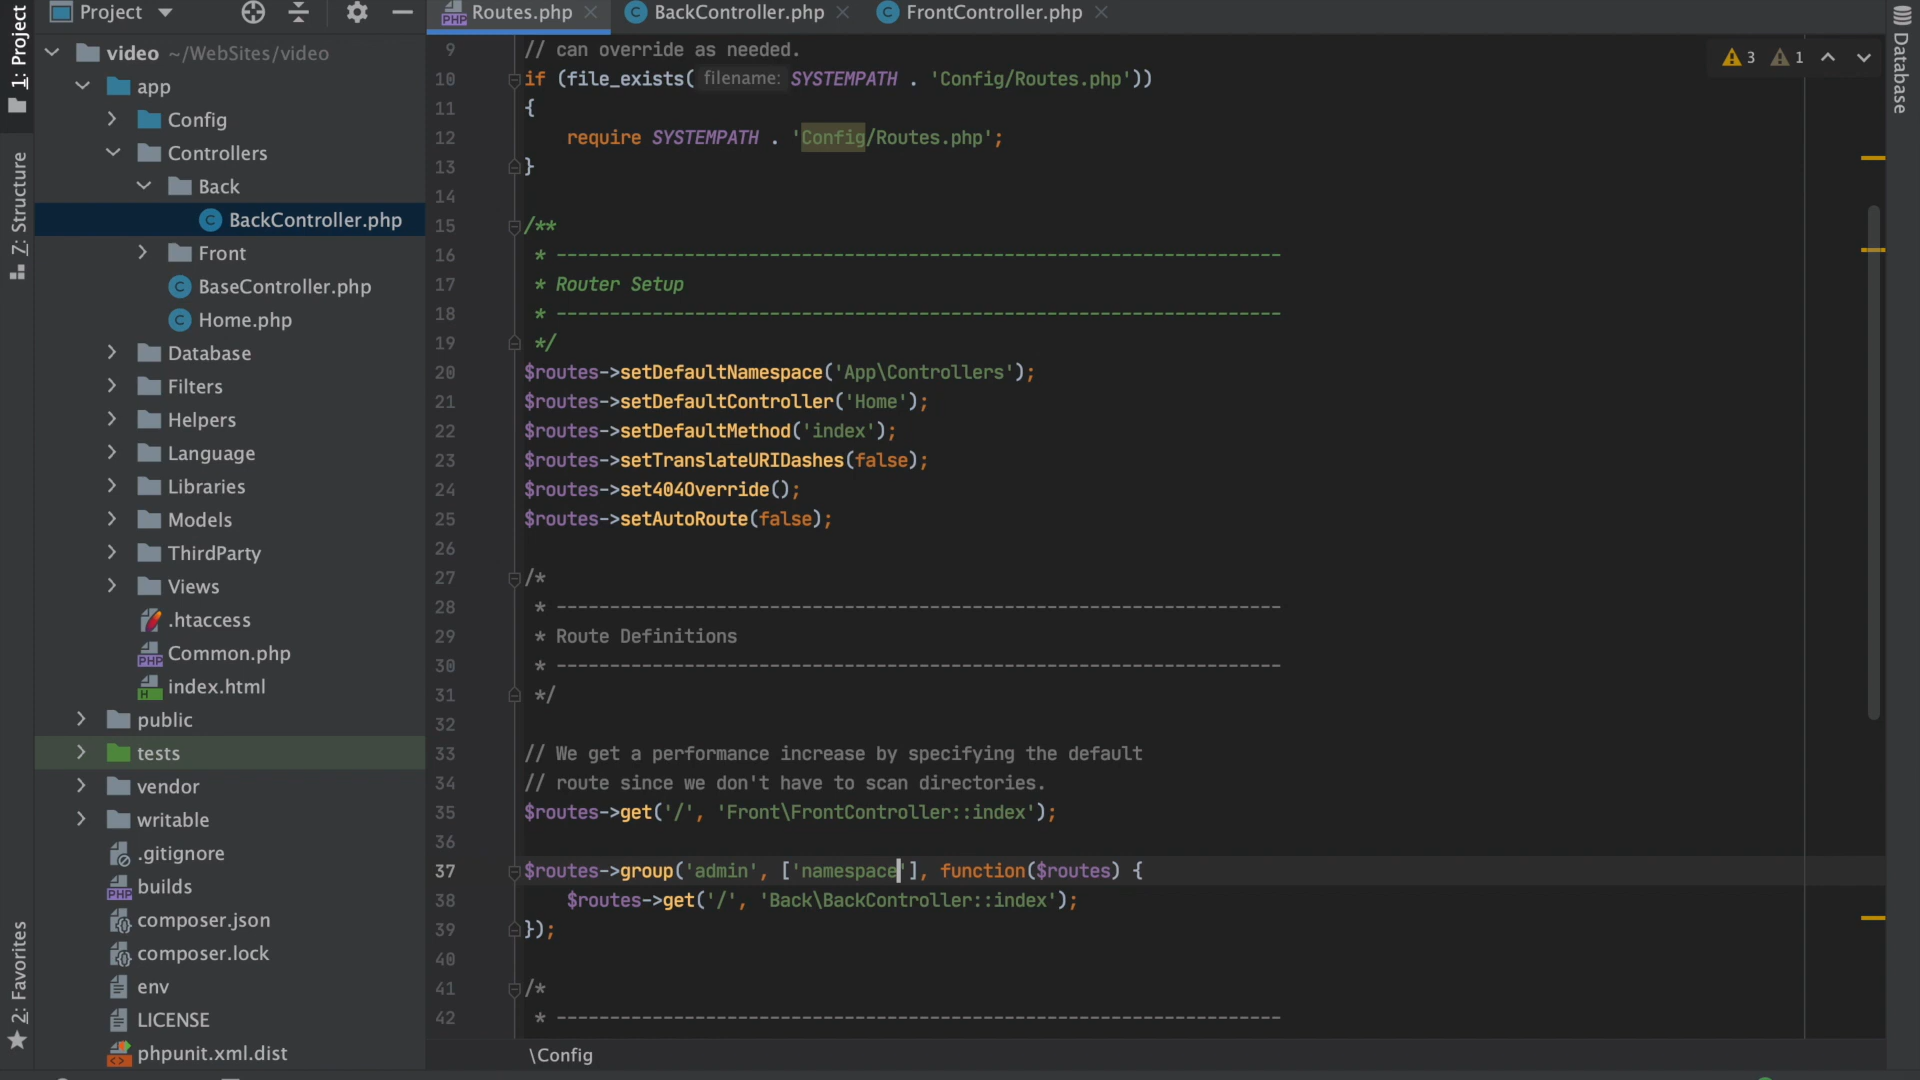 1: Project
Z: Structure
2: Favorites
Project
video ~/WebSites/video
app
Config
Controllers
Back
BackController.php
Front
BaseController.php
Home.php
Database
Filters
Helpers
Language
Libraries
Models
ThirdParty
Views
.htaccess
Common.php
index.html
public
tests
vendor
writable
.gitignore
builds
composer.json
composer.lock
env
LICENSE
phpunit.xml.dist
Routes.php
BackController.php
FrontController.php
3
1
Database
9 // can override as needed.
10 if (file_exists( filename: SYSTEMPATH . 'Config/Routes.php'))
11 {
12 require SYSTEMPATH . 'Config/Routes.php';
13 }
14
15 /**
16 * --------------------------------------------------------------------
17 * Router Setup
18 * --------------------------------------------------------------------
19 */
20 $routes->setDefaultNamespace('App\Controllers');
21 $routes->setDefaultController('Home');
22 $routes->setDefaultMethod('index');
23 $routes->setTranslateURIDashes(false);
24 $routes->set404Override();
25 $routes->setAutoRoute(false);
26
27 /*
28 * --------------------------------------------------------------------
29 * Route Definitions
30 * --------------------------------------------------------------------
31 */
32
33 // We get a performance increase by specifying the default
34 // route since we don't have to scan directories.
35 $routes->get('/', 'Front\FrontController::index');
36
37 $routes->group('admin', ['namespace'], function($routes) {
38 $routes->get('/', 'Back\BackController::index');
39 });
40
41 /*
42 * --------------------------------------------------------------------
\Config